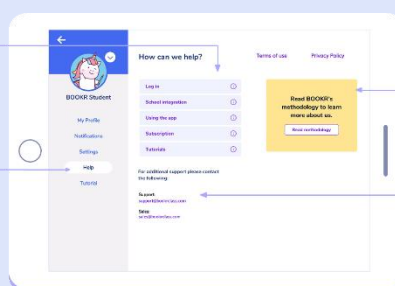 How can we help?
Terms of use
Privacy Policy
BOOKR Student
My Profile
Notifications
Settings
Help
Tutorial
Log in
School integration
Using the app
Subscription
Tutorials
For additional support please contact
the following:
Support
Sales
Read BOOKR's
methodology to learn
more about us.
Read methodology